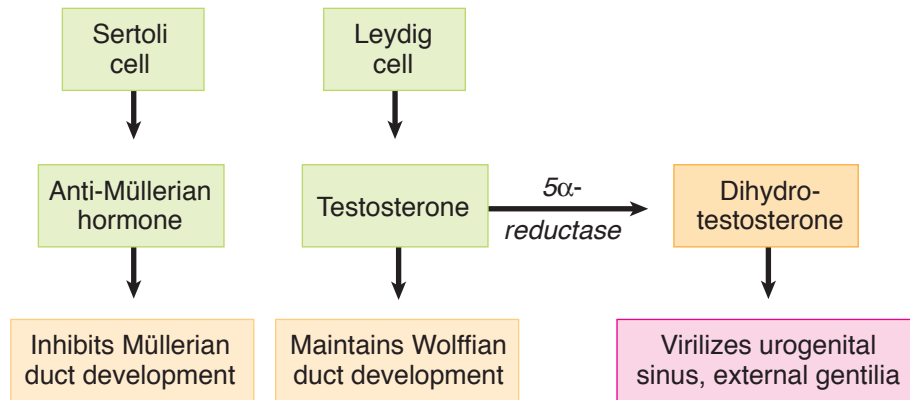 Sertoli
cell
Leydig
cell
Anti-Müllerian
hormone
Testosterone
5α-
reductase
Dihydro-
testosterone
Inhibits Müllerian
duct development
Maintains Wolffian
duct development
Virilizes urogenital
sinus, external gentilia